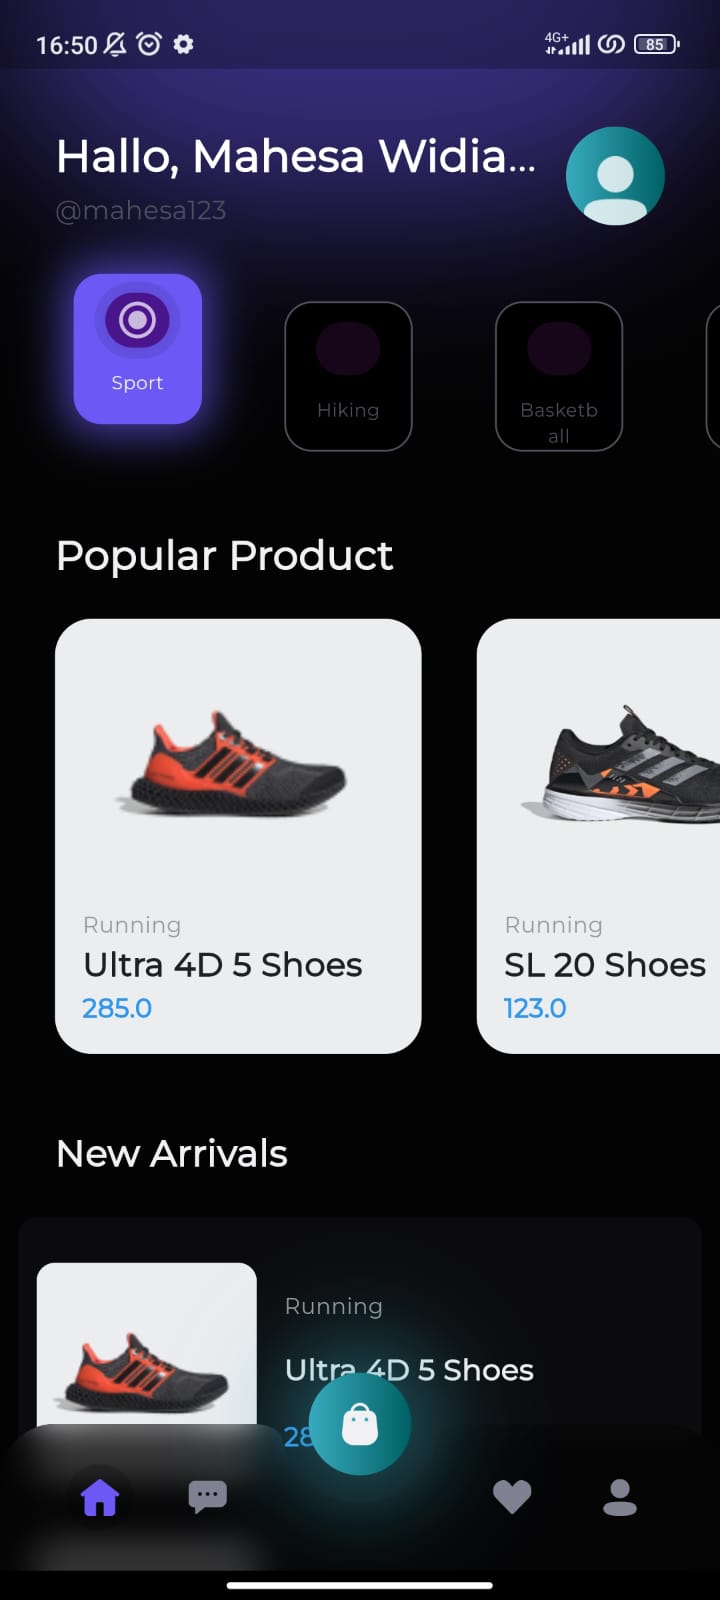 16:50
4G+
85
Hallo, Mahesa Widia...
@mahesa123
Sport
Hiking
Basketb
all
Popular Product
Running
Ultra 4D 5 Shoes
285.0
Running
SL 20 Shoes
123.0
New Arrivals
Running
Ultra 4D 5 Shoes
28